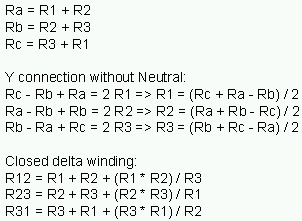 Ra = R1 + R2
Rb = R2 + R3
Rc = R3 + R1
Y connection without Neutral:
Rc - Rb + Ra = 2 R1 => R1 = (Rc + Ra - Rb) / 2
Ra - Rb + Rb = 2 R2 => R2 = (Ra + Rb - Rc) / 2
Rb - Ra + Rc = 2 R3 => R3 = (Rb + Rc - Ra) / 2
Closed delta winding:
R12 = R1 + R2 + (R1 * R2) / R3
R23 = R2 + R3 + (R2 * R3) / R1
R31 = R3 + R1 + (R3 * R1) / R2